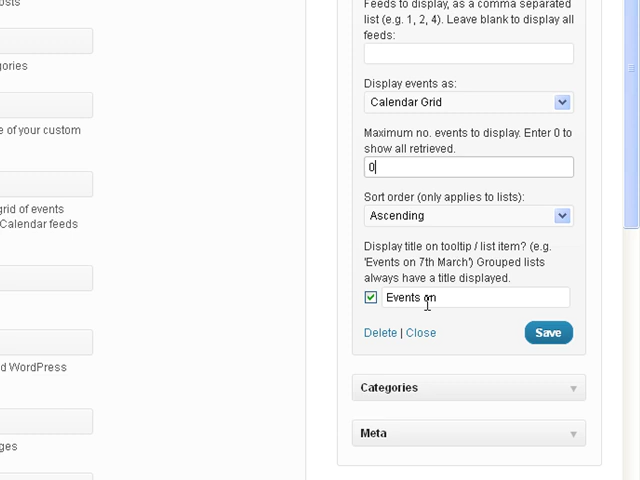 osts
gories
e of your custom
grid of events
Calendar feeds
d WordPress
ges
Feeds to display, as a comma separated
list (e.g. 1, 2, 4). Leave blank to display all
feeds:
Display events as:
Calendar Grid
Maximum no. events to display. Enter 0 to
show all retrieved.
0
Sort order (only applies to lists):
Ascending
Display title on tooltip / list item? (e.g.
'Events on 7th March') Grouped lists
always have a title displayed.
Events on
Delete | Close
Save
Categories
Meta